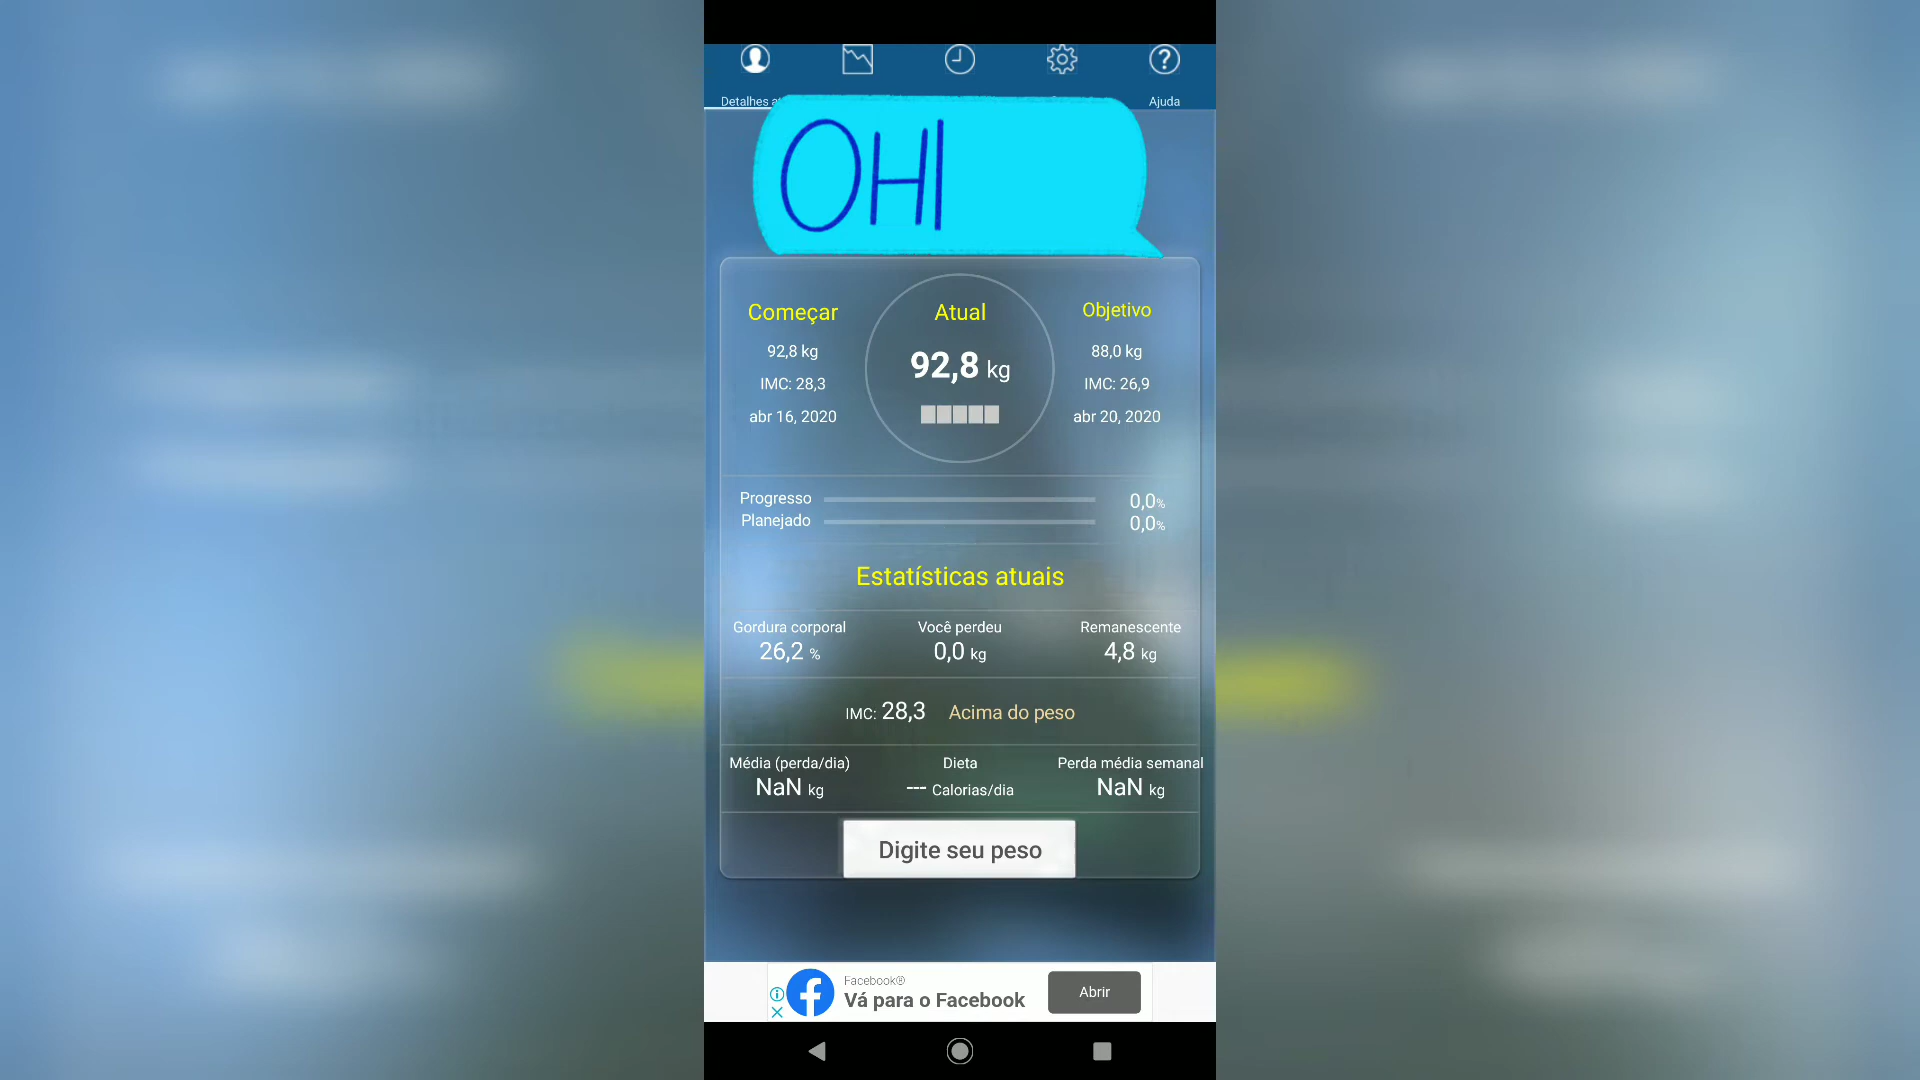 Detalhes
Ajuda
OHI
Começar
Atual
Objetivo
92,8 kg
92,8 kg
88,0 kg
IMC: 28,3
IMC: 26,9
abr 16, 2020
abr 20, 2020
Progresso
0,0%
Planejado
0,0%
Estatísticas atuais
Gordura corporal
Você perdeu
Remanescente
26,2 %
0,0 kg
4,8 kg
IMC: 28,3 Acima do peso
Média (perda/dia)
Dieta
Perda média semanal
NaN kg
--- Calorias/dia
NaN kg
Digite seu peso
Facebook®
Vá para o Facebook
Abrir